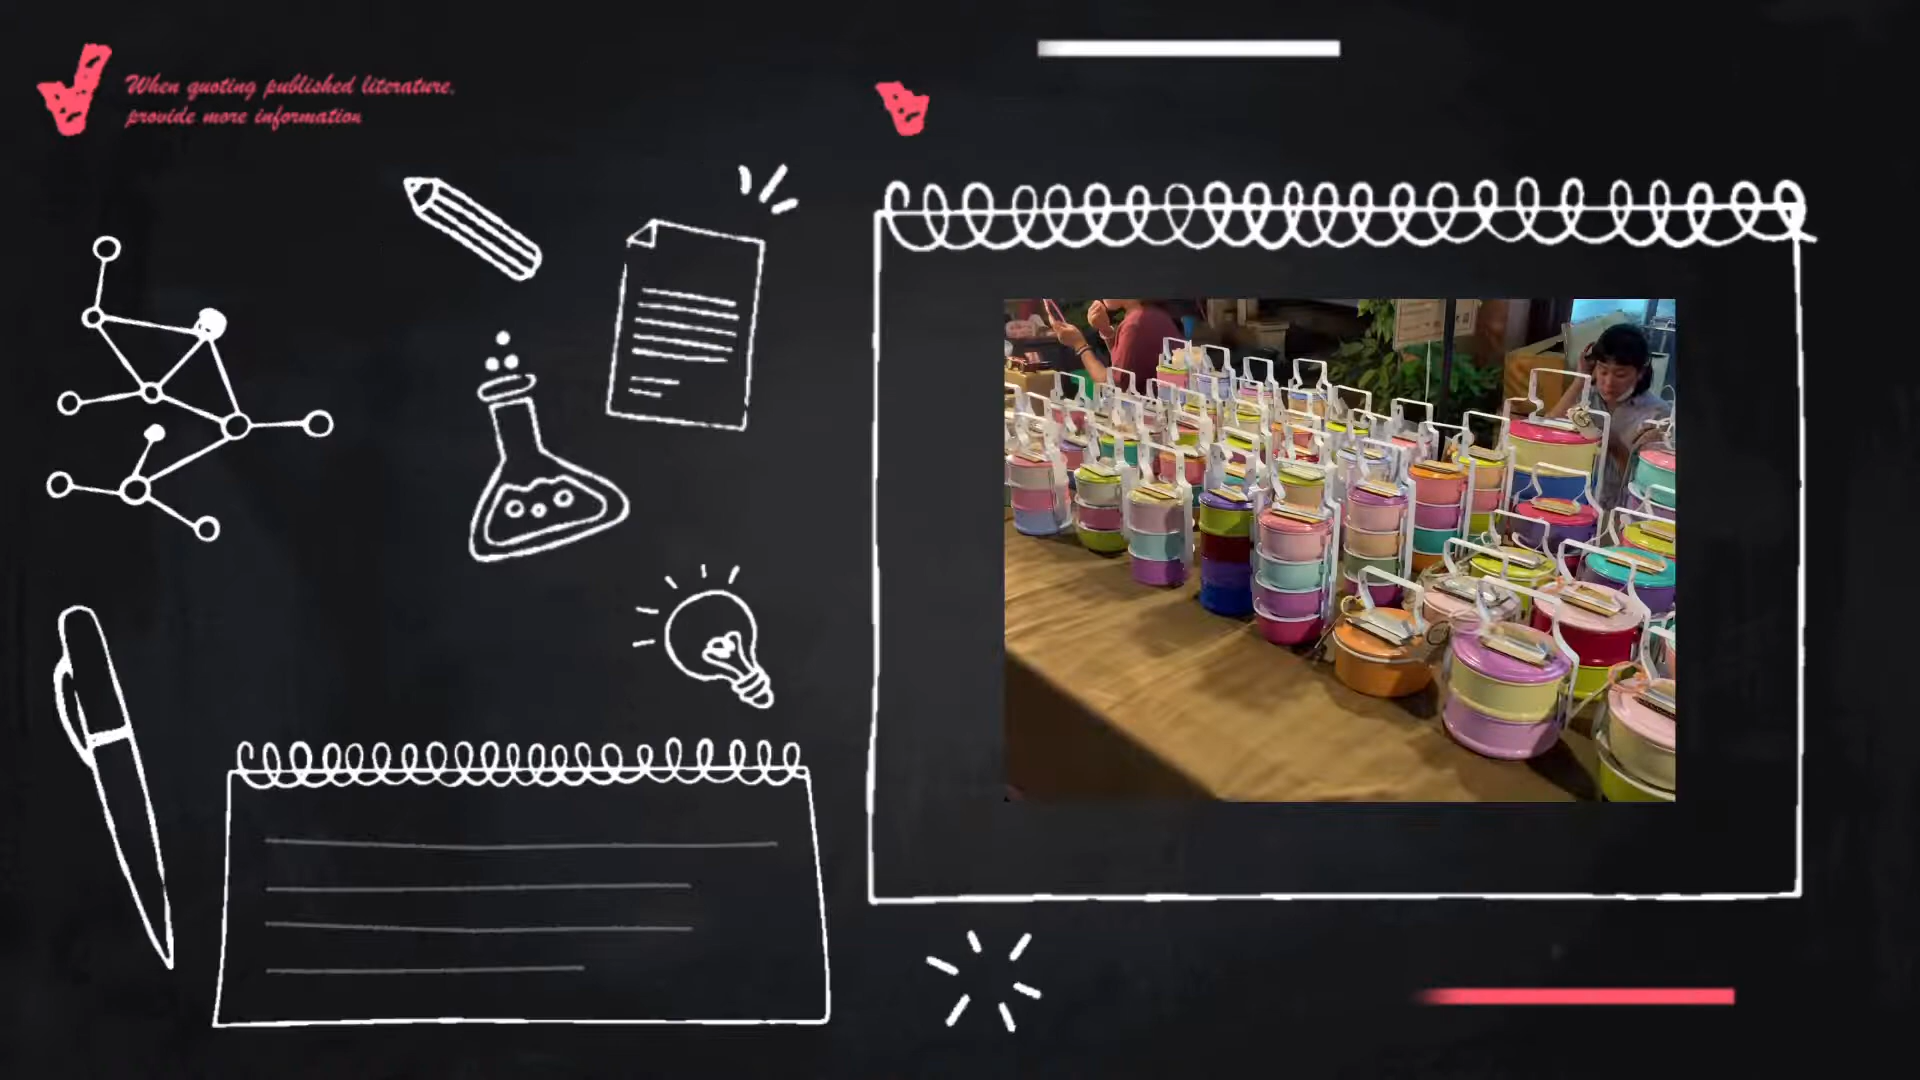 When quoting published literature,
provide more information